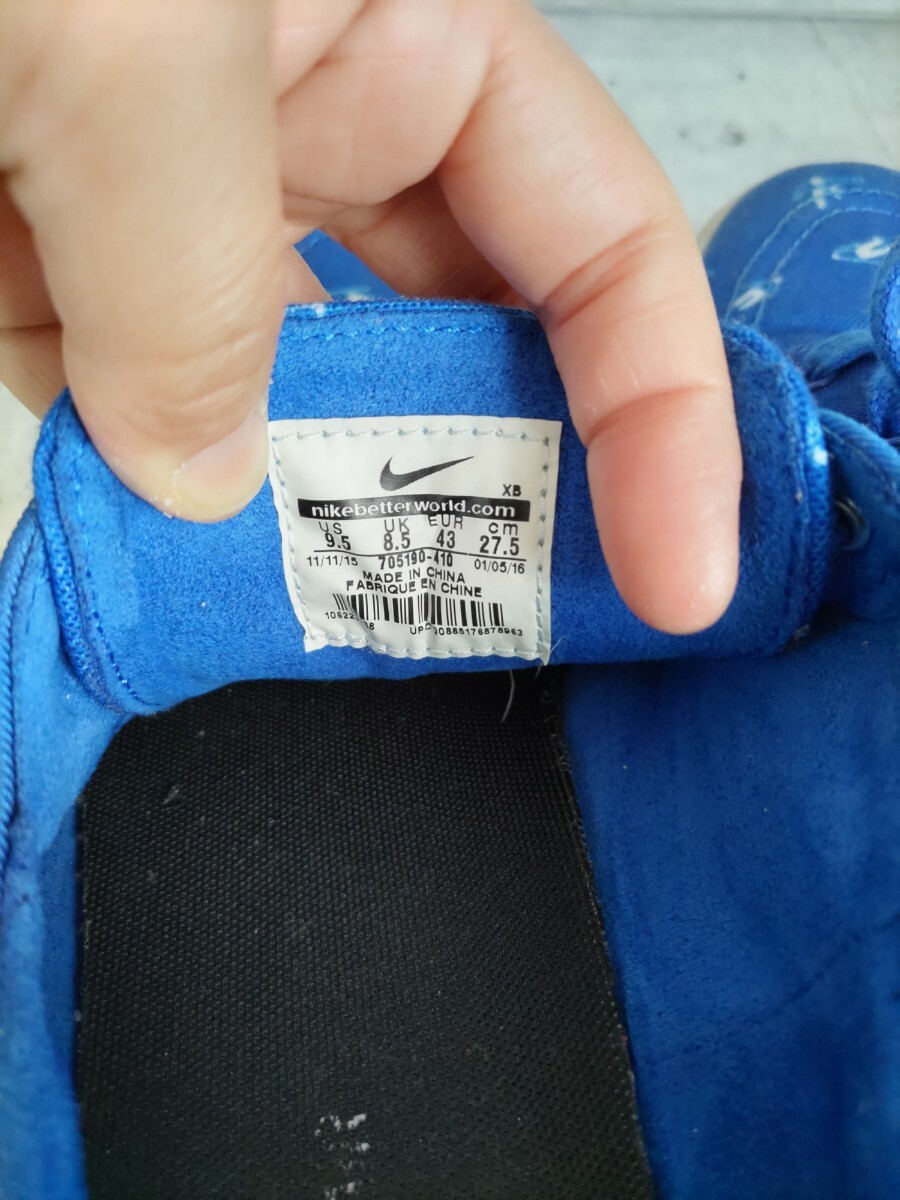 XB
nikebetterworld.com
US UK EUR cm
9.5 8.5 43 27.5
11/11/15 705190-410 01/05/16
MADE IN CHINA
FABRIQUE EN CHINE